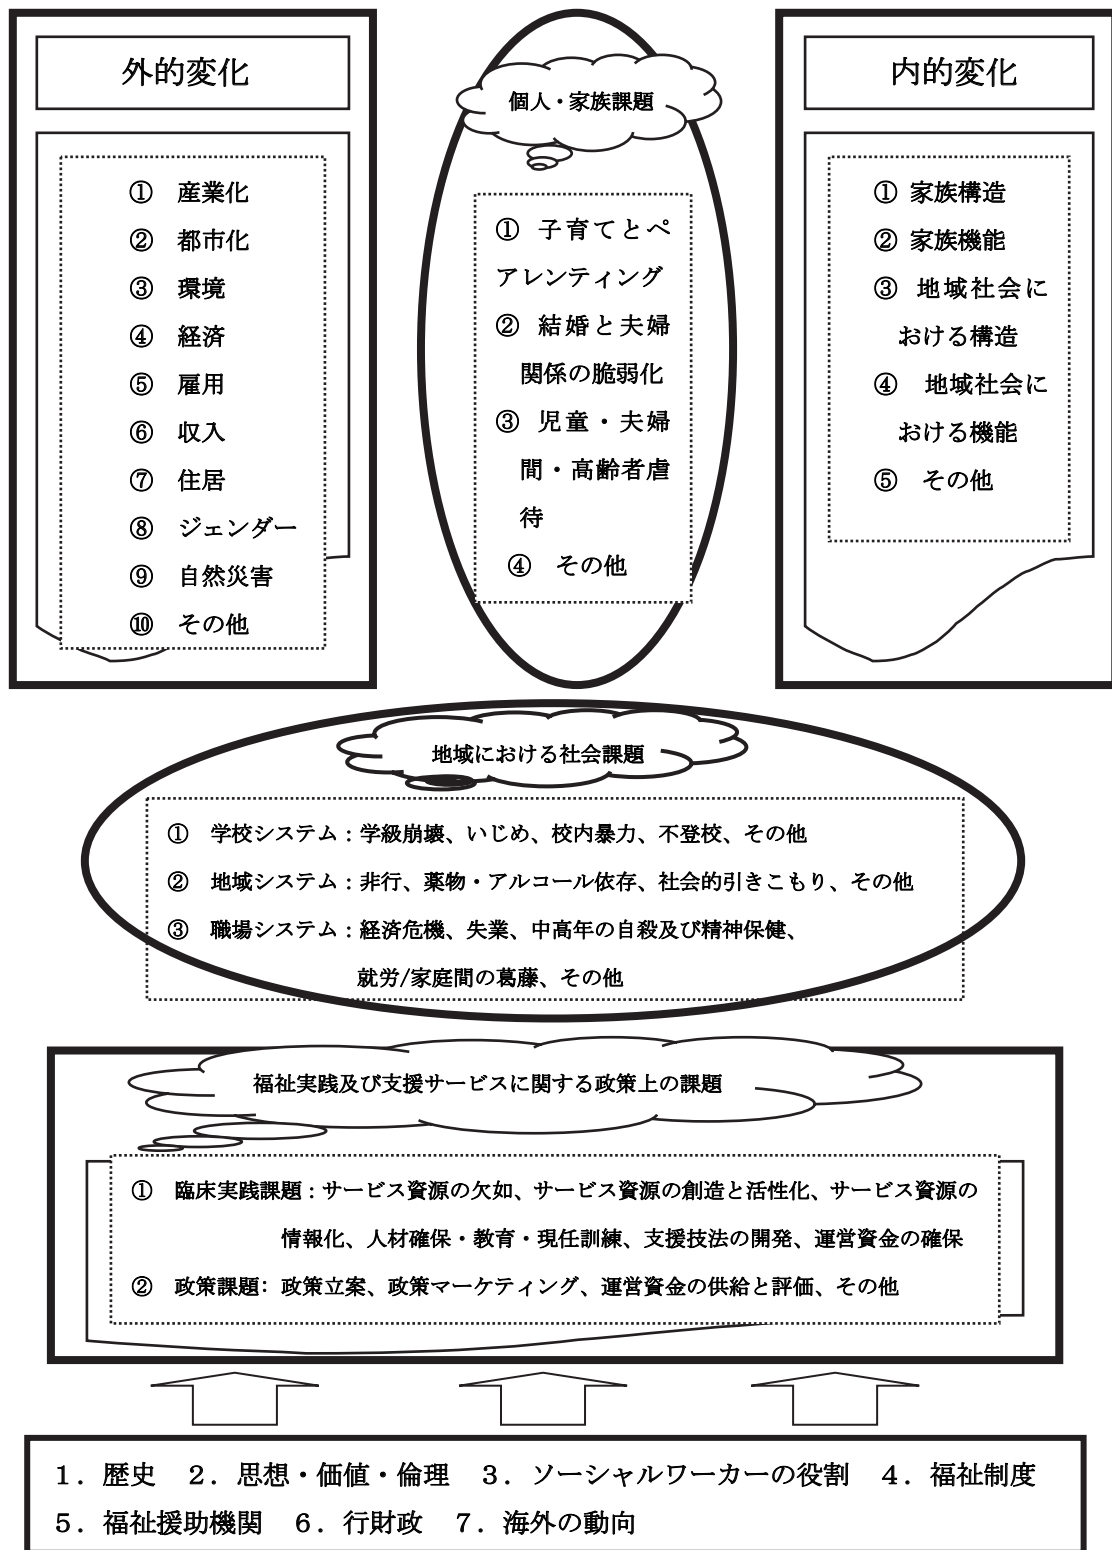 外的変化
① 産業化
② 都市化
③ 環境
④ 経済
⑤ 雇用
⑥ 収入
⑦ 住居
⑧ ジェンダー
⑨ 自然災害
⑩ その他
個人・家族課題
① 子育てとペ
アレンティング
② 結婚と夫婦
関係の脆弱化
③ 児童・夫婦
間・高齢者虐
待
④ その他
内的変化
① 家族構造
② 家族機能
③ 地域社会に
おける構造
④ 地域社会に
おける機能
⑤ その他
地域における社会課題
① 学校システム：学級崩壊、いじめ、校内暴力、不登校、その他
② 地域システム：非行、薬物・アルコール依存、社会的引きこもり、その他
③ 職場システム：経済危機、失業、中高年の自殺及び精神保健、
就労/家庭間の葛藤、その他
福祉実践及び支援サービスに関する政策上の課題
① 臨床実践課題：サービス資源の欠如、サービス資源の創造と活性化、サービス資源の
情報化、人材確保・教育・現任訓練、支援技法の開発、運営資金の確保
② 政策課題：政策立案、政策マーケティング、運営資金の供給と評価、その他
１．歴史 ２．思想・価値・倫理 ３．ソーシャルワーカーの役割 ４．福祉制度
５．福祉援助機関 ６．行財政 ７．海外の動向